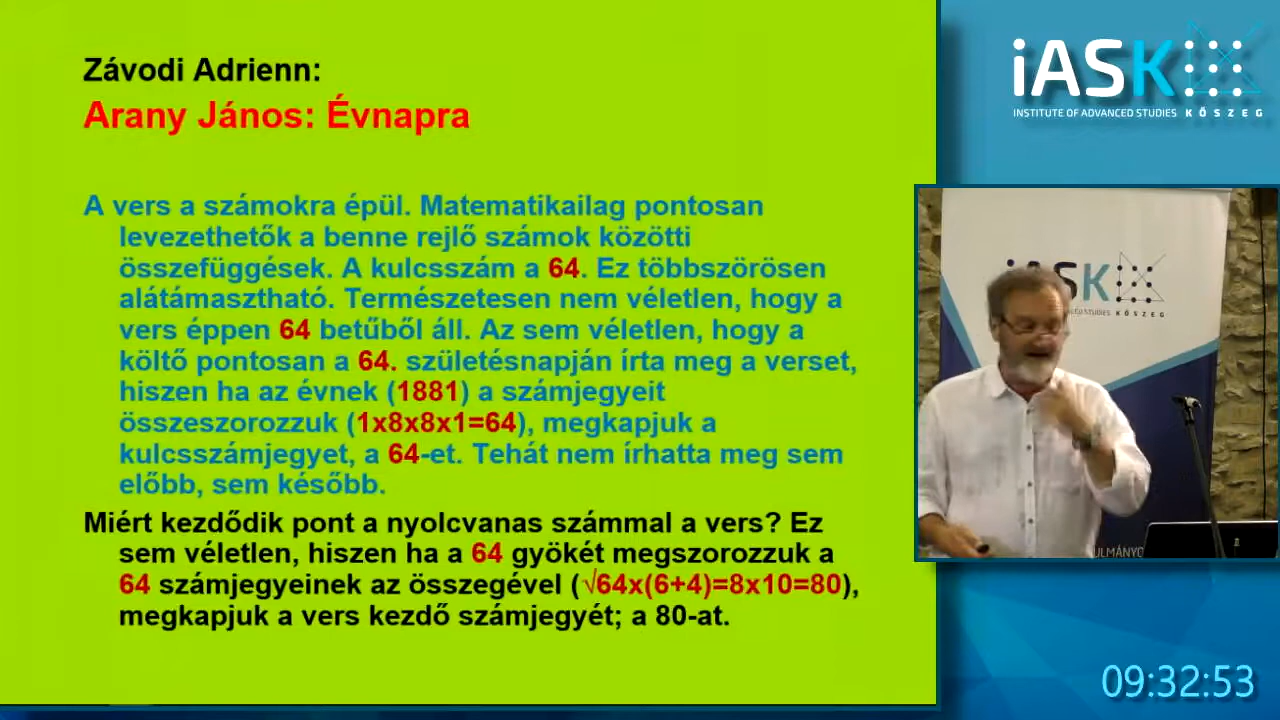 Závodi Adrienn:
Arany János: Évnapra
A vers a számokra épül. Matematikailag pontosan
levezethetők a benne rejlő számok közötti
összefüggések. A kulcsszám a 64. Ez többszörösen
alátámasztható. Természetesen nem véletlen, hogy a
vers éppen 64 betűből áll. Az sem véletlen, hogy a
költő pontosan a 64. születésnapján írta meg a verset,
hiszen ha az évnek (1881) a számjegyeit
összeszorozzuk (1x8x8x1=64), megkapjuk a
kulcsszámjegyet, a 64-et. Tehát nem írhatta meg sem
előbb, sem később.
Miért kezdődik pont a nyolcvanas számmal a vers? Ez
sem véletlen, hiszen ha a 64 gyökét megszorozzuk a
64 számjegyeinek az összegével (√64x(6+4)=8x10=80),
megkapjuk a vers kezdő számjegyét; a 80-at.
iASK
INSTITUTE OF ADVANCED STUDIES KŐSZEG
SK
STUDIES KŐSZEG
ULMÁNYO
09:32:53